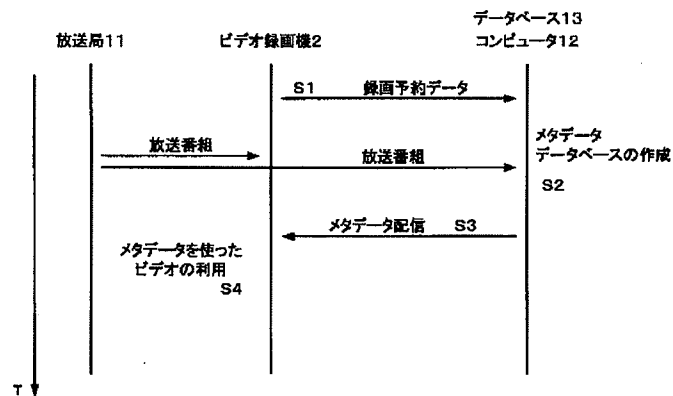 データベース13
放送局11 ビデオ録画機2 コンピュータ12
S1 録画予約データ
放送番組 放送番組
メタデータ
データベースの作成
S2
メタデータ配信 S3
メタデータを使った
ビデオの利用
S4
T